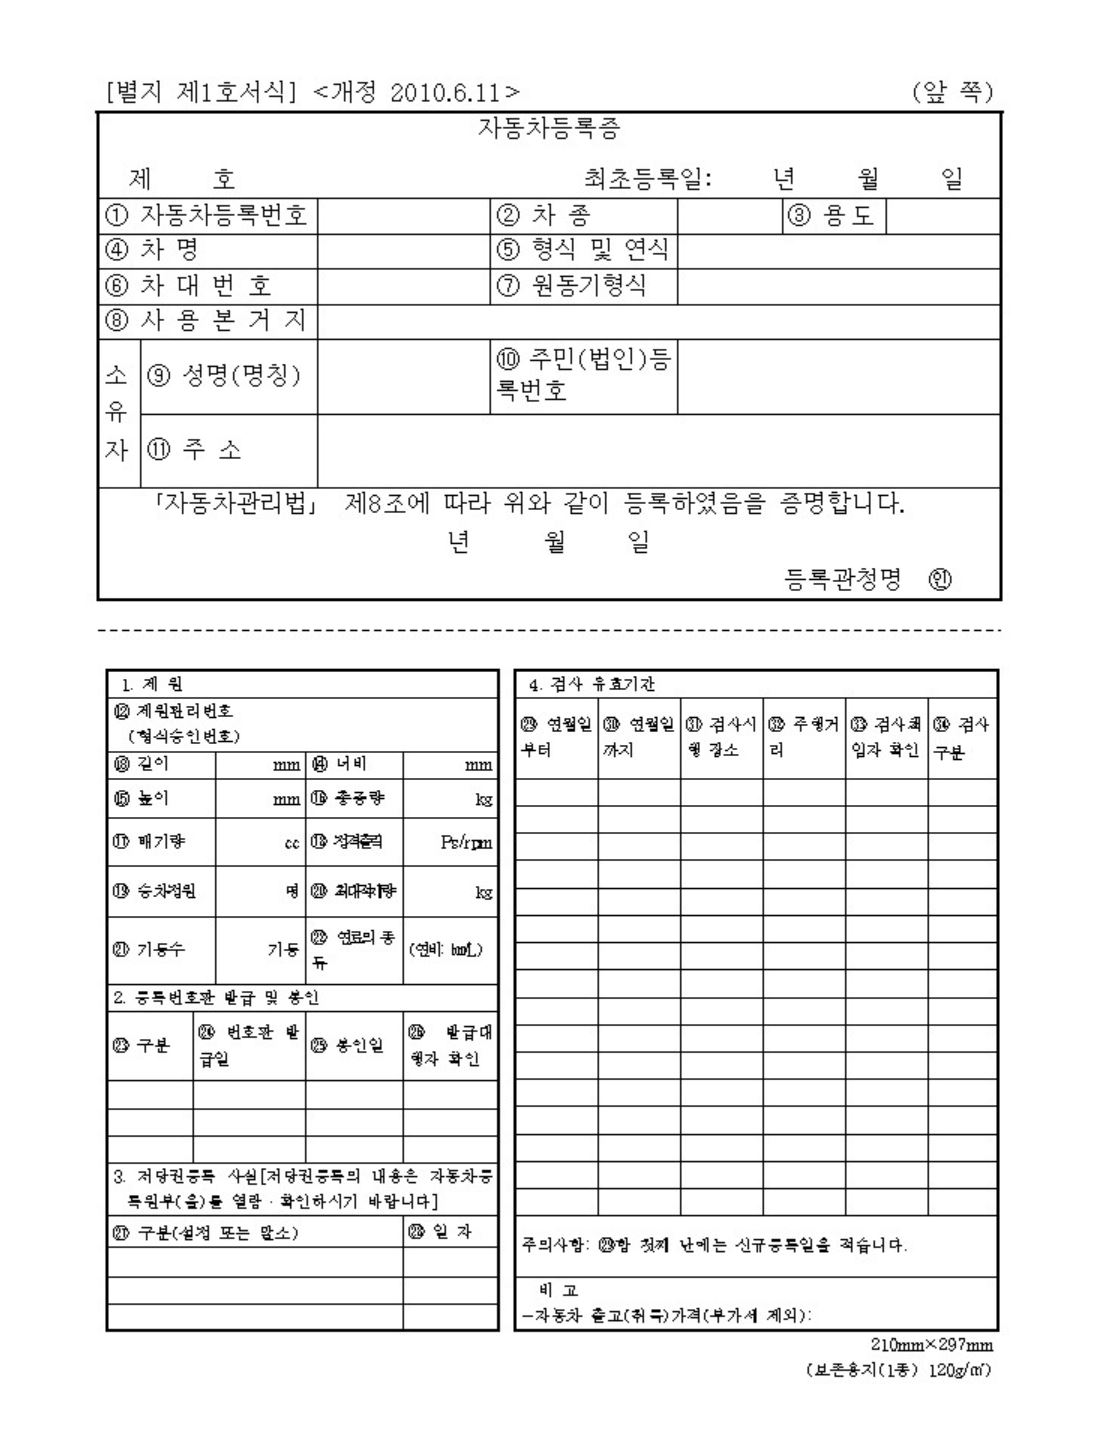 [별지 제1호서식] <개정 2010.6.11> (앞 쪽)
자동차등록증
제 호 최초등록일: 년 월 일
① 자동차등록번호 ② 차 종 ③ 용 도
④ 차 명 ⑤ 형식 및 연식
⑥ 차 대 번 호 ⑦ 원동기형식
⑧ 사 용 본 거 지
소유자
⑨ 성명(명칭) ⑩ 주민(법인)등
록번호
⑪ 주 소
「자동차관리법」 제8조에 따라 위와 같이 등록하였음을 증명합니다.
년 월 일
등록관청명 ㊞
1. 제 원
⑫ 제원관리번호
(형식승인번호)
⑬ 길이 mm ⑭ 너비 mm
⑮ 높이 mm ⑯ 총중량 kg
⑰ 배기량 cc ⑱ 정격출력 Ps/rpm
⑲ 승차정원 명 ⑳ 최대적재량 kg
㉑ 기통수 기통 ㉒ 연료의 종
류 (연비: km/L)
2. 등록번호판 발급 및 봉인
㉓ 구분 ㉔ 번호판 발
급일 ㉕ 봉인일 ㉖ 발급대
행자 확인
3. 저당권등록 사실[저당권등록의 내용은 자동차등
록원부(을)를 열람·확인하시기 바랍니다]
㉗ 구분(설정 또는 말소) ㉘ 일 자
4. 검사 유효기간
㉙ 연월일
부터 ㉚ 연월일
까지 ㉛ 검사시
행 장소 ㉜ 주행거
리 ㉝ 검사책
임자 확인 ㉞ 검사
구분
주의사항: ㉙항 첫째 난에는 신규등록일을 적습니다.
비 고
-자동차 출고(취득)가격(부가세 제외):
210mm×297mm
(보존용지(1종) 120g/㎡)